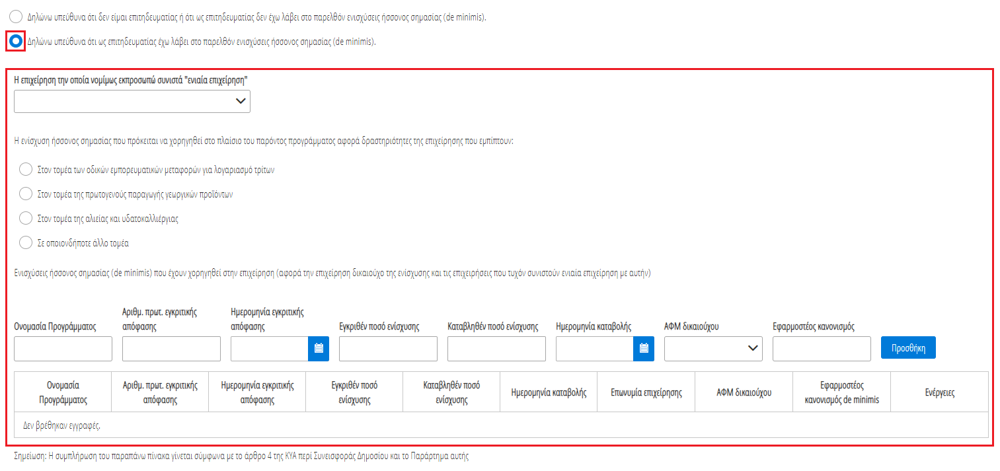 Δηλώνω υπεύθυνα ότι δεν είμαι επιτηδευματίας ή ότι ως επιτηδευματίας δεν έχω λάβει στο παρελθόν ενισχύσεις ήσσονος σημασίας (de minimis).
Δηλώνω υπεύθυνα ότι ως επιτηδευματίας έχω λάβει στο παρελθόν ενισχύσεις ήσσονος σημασίας (de minimis).
Η επιχείρηση την οποία νομίμως εκπροσωπώ συνιστά "ενιαία επιχείρηση"
Η ενίσχυση ήσσονος σημασίας που πρόκειται να χορηγηθεί στο πλαίσιο του παρόντος προγράμματος αφορά δραστηριότητες της επιχείρησης που εμπίπτουν:
Στον τομέα των οδικών εμπορευματικών μεταφορών για λογαριασμό τρίτων
Στον τομέα της πρωτογενούς παραγωγής γεωργικών προϊόντων
Στον τομέα της αλιείας και υδατοκαλλιέργιας
Σε οποιονδήποτε άλλο τομέα
Ενισχύσεις ήσσονος σημασίας (de minimis) που έχουν χορηγηθεί στην επιχείρηση (αφορά την επιχείρηση δικαιούχο της ενίσχυσης και τις επιχειρήσεις που τυχόν συνιστούν ενιαία επιχείρηση με αυτήν)
Ονομασία Προγράμματος
Αριθμ. πρωτ. εγκριτικής
απόφασης
Ημερομηνία εγκριτικής
απόφασης
Εγκριθέν ποσό ενίσχυσης
Καταβληθέν ποσό ενίσχυσης
Ημερομηνία καταβολής
ΑΦΜ δικαιούχου
Εφαρμοστέος κανονισμός
Προσθήκη
Ονομασία
Προγράμματος
Αριθμ. πρωτ. εγκριτικής
απόφασης
Ημερομηνία εγκριτικής
απόφασης
Εγκριθέν ποσό
ενίσχυσης
Καταβληθέν ποσό
ενίσχυσης
Ημερομηνία καταβολής
Επωνυμία επιχείρησης
ΑΦΜ δικαιούχου
Εφαρμοστέος
κανονισμός de minimis
Ενέργειες
Δεν βρέθηκαν εγγραφές.
Σημείωση: Η συμπλήρωση του παραπάνω πίνακα γίνεται σύμφωνα με το άρθρο 4 της ΚΥΑ περί Συνεισφοράς Δημοσίου και το Παράρτημα αυτής